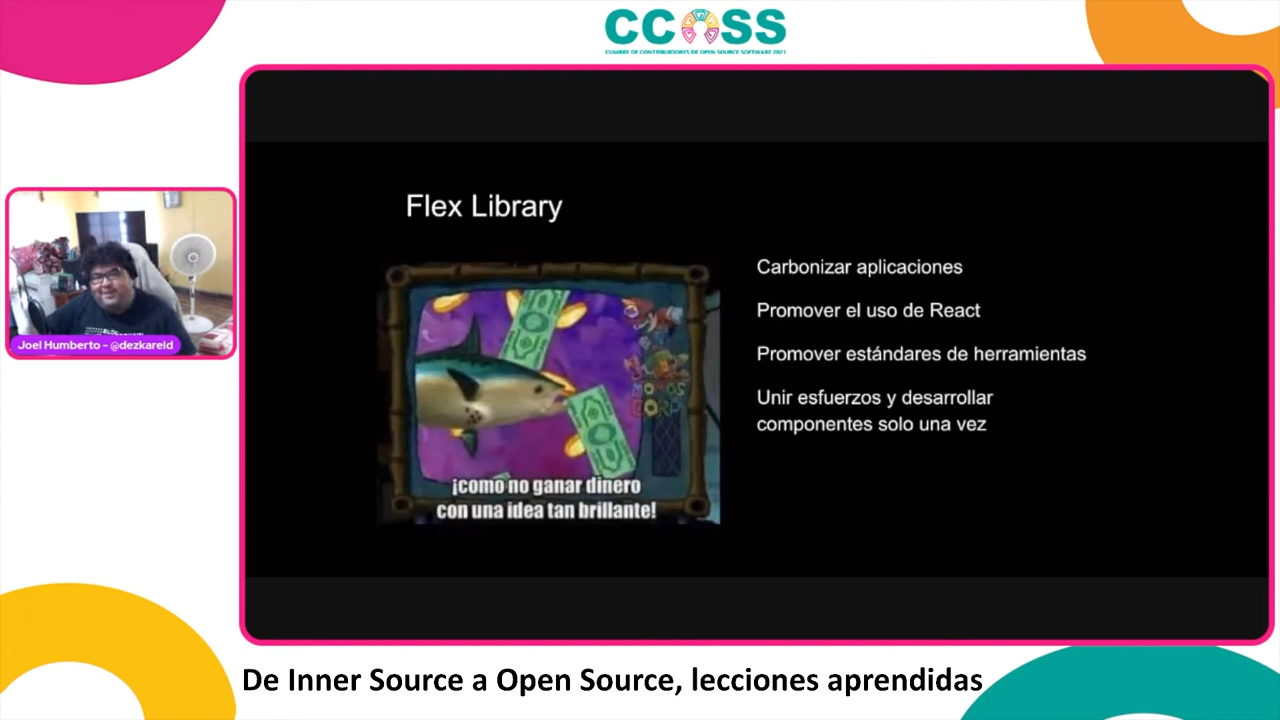 CCOSS
CUMBRE DE CONTRIBUIDORES DE OPEN SOURCE SOFTWARE 2021
Flex Library
Carbonizar aplicaciones
Promover el uso de React
Promover estándares de herramientas
Unir esfuerzos y desarrollar
componentes solo una vez
¡como no ganar dinero
con una idea tan brillante!
Joel Humberto - @dezkareid
De Inner Source a Open Source, lecciones aprendidas